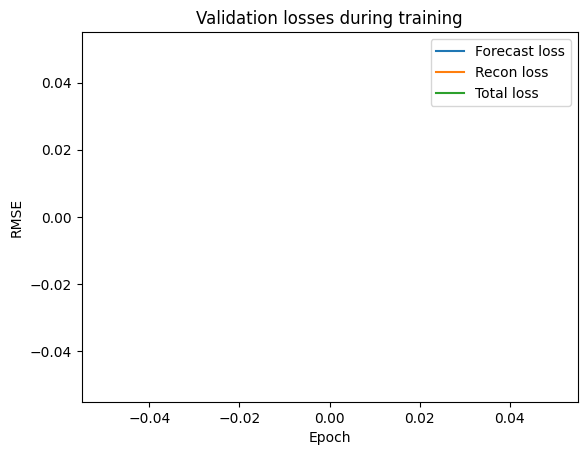 Validation losses during training
Forecast loss
Recon loss
Total loss
0.04
0.02
0.00
−0.02
−0.04
RMSE
−0.04 −0.02 0.00 0.02 0.04
Epoch